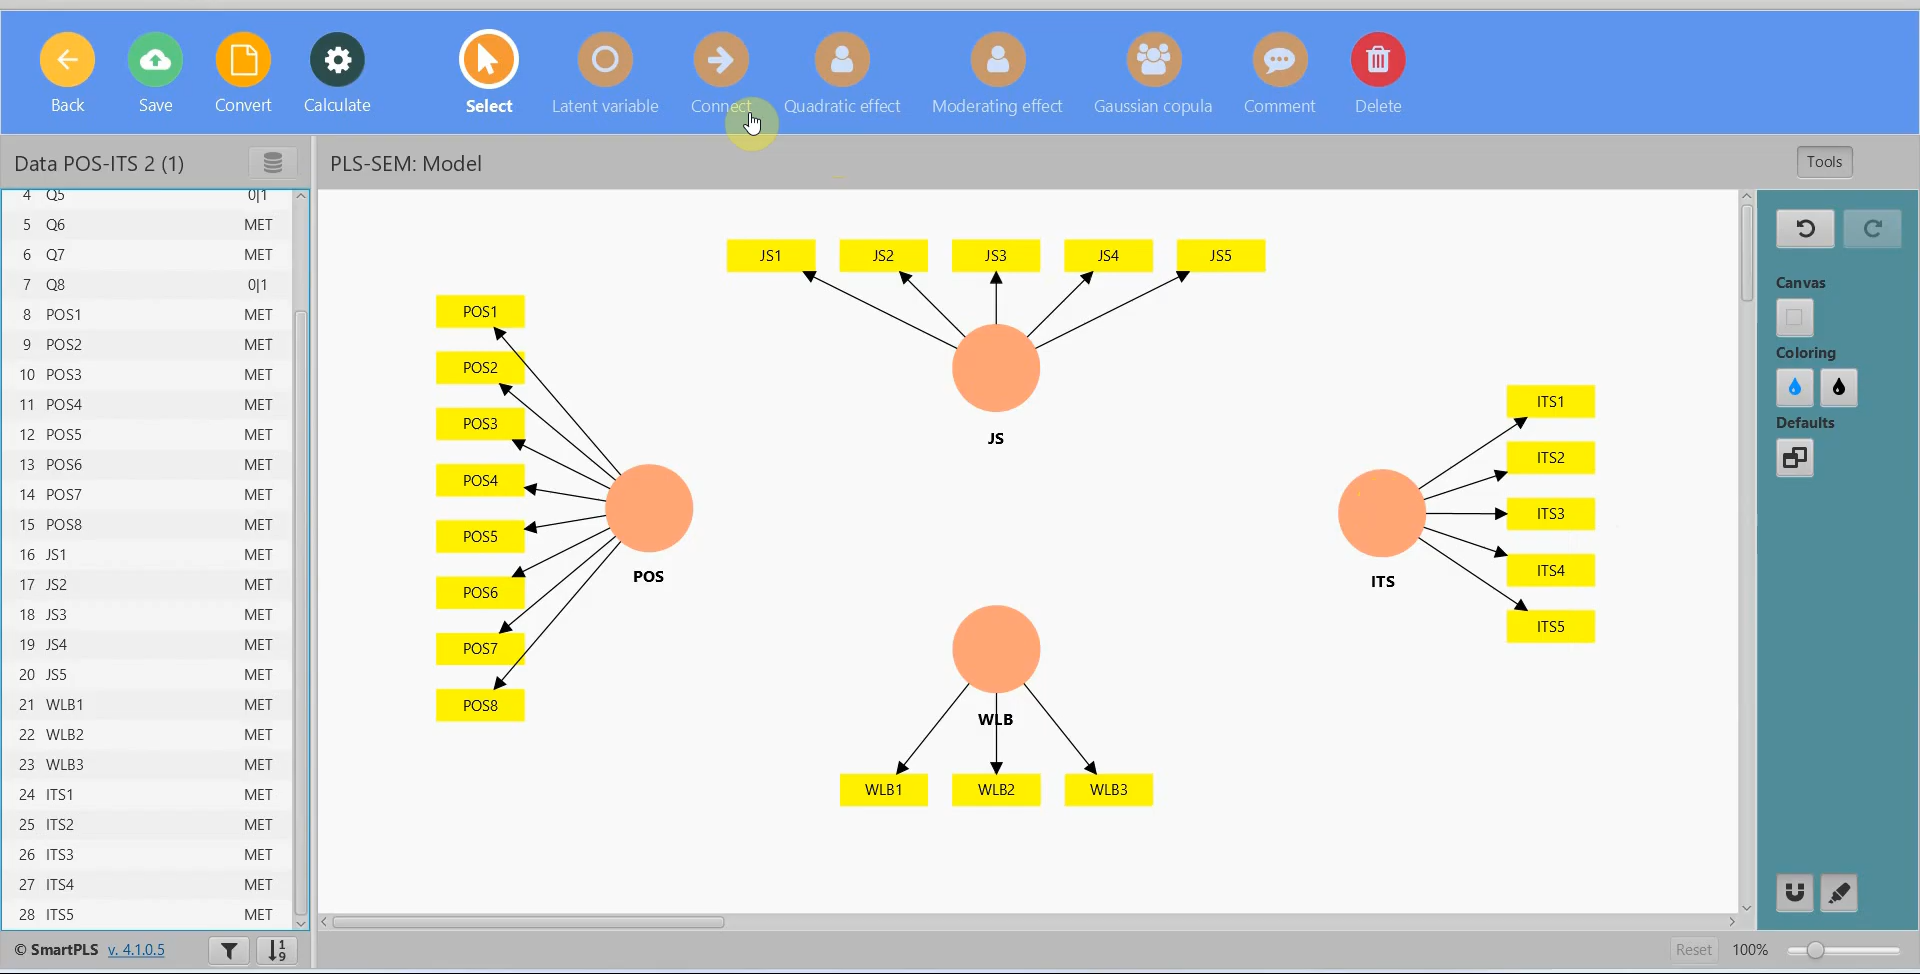 Back
Save
Convert
Calculate
Select
Latent variable
Connect
Quadratic effect
Moderating effect
Gaussian copula
Comment
Delete
Data POS-ITS 2 (1)
PLS-SEM: Model
Tools
4 Q5 0|1
5 Q6 MET
6 Q7 MET
7 Q8 0|1
8 POS1 MET
9 POS2 MET
10 POS3 MET
11 POS4 MET
12 POS5 MET
13 POS6 MET
14 POS7 MET
15 POS8 MET
16 JS1 MET
17 JS2 MET
18 JS3 MET
19 JS4 MET
20 JS5 MET
21 WLB1 MET
22 WLB2 MET
23 WLB3 MET
24 ITS1 MET
25 ITS2 MET
26 ITS3 MET
27 ITS4 MET
28 ITS5 MET
JS1 JS2 JS3 JS4 JS5
JS
POS1
POS2
POS3
POS4
POS5
POS6
POS7
POS8
POS
ITS1
ITS2
ITS3
ITS4
ITS5
ITS
WLB
WLB1 WLB2 WLB3
Canvas
Coloring
Defaults
© SmartPLS v. 4.1.0.5
1
9
Reset 100%